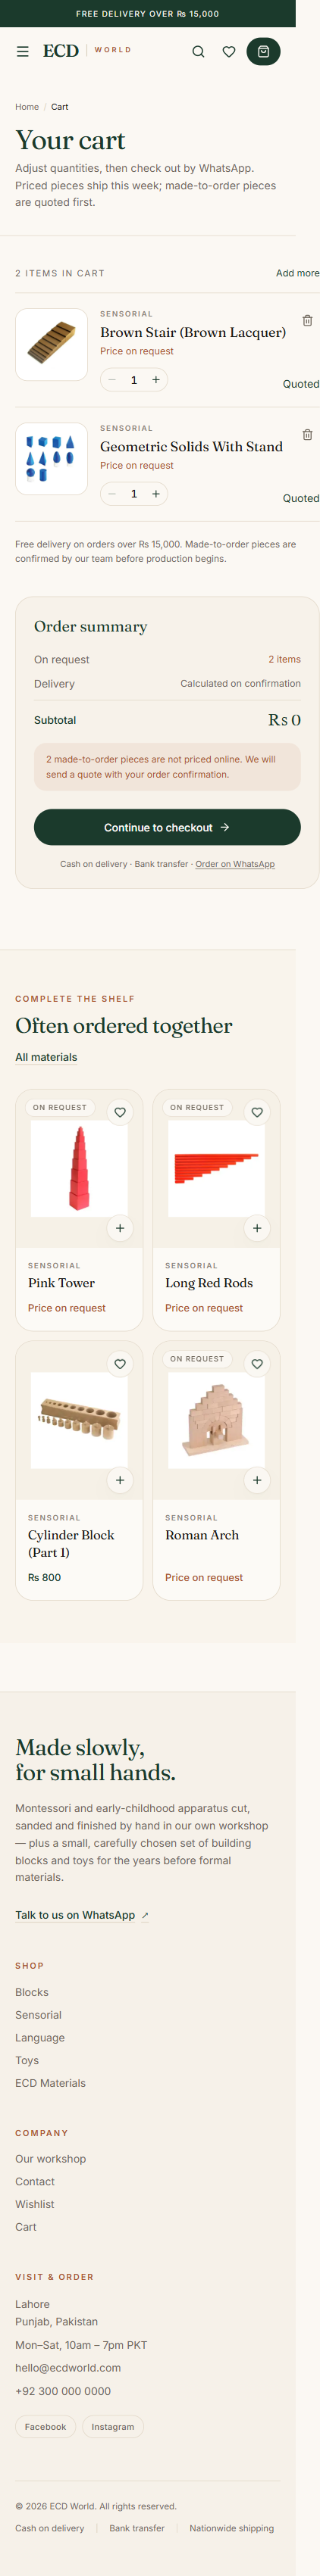 FREE DELIVERY OVER Rs 15,000
ECD | WORLD
Home / Cart
Your cart
Adjust quantities, then check out by WhatsApp.
Priced pieces ship this week; made-to-order pieces
are quoted first.
2 ITEMS IN CART
Add more
SENSORIAL
Brown Stair (Brown Lacquer)
Price on request
− 1 +
Quoted
SENSORIAL
Geometric Solids With Stand
Price on request
− 1 +
Quoted
Free delivery on orders over Rs 15,000. Made-to-order pieces are
confirmed by our team before production begins.
Order summary
On request 2 items
Delivery Calculated on confirmation
Subtotal Rs 0
2 made-to-order pieces are not priced online. We will
send a quote with your order confirmation.
Continue to checkout →
Cash on delivery · Bank transfer · Order on WhatsApp
COMPLETE THE SHELF
Often ordered together
All materials
ON REQUEST
SENSORIAL
Pink Tower
Price on request
ON REQUEST
SENSORIAL
Long Red Rods
Price on request
SENSORIAL
Cylinder Block
(Part 1)
Rs 800
ON REQUEST
SENSORIAL
Roman Arch
Price on request
Made slowly,
for small hands.
Montessori and early-childhood apparatus cut,
sanded and finished by hand in our own workshop
— plus a small, carefully chosen set of building
blocks and toys for the years before formal
materials.
Talk to us on WhatsApp ↗
SHOP
Blocks
Sensorial
Language
Toys
ECD Materials
COMPANY
Our workshop
Contact
Wishlist
Cart
VISIT & ORDER
Lahore
Punjab, Pakistan
Mon–Sat, 10am – 7pm PKT
hello@ecdworld.com
+92 300 000 0000
Facebook Instagram
© 2026 ECD World. All rights reserved.
Cash on delivery | Bank transfer | Nationwide shipping